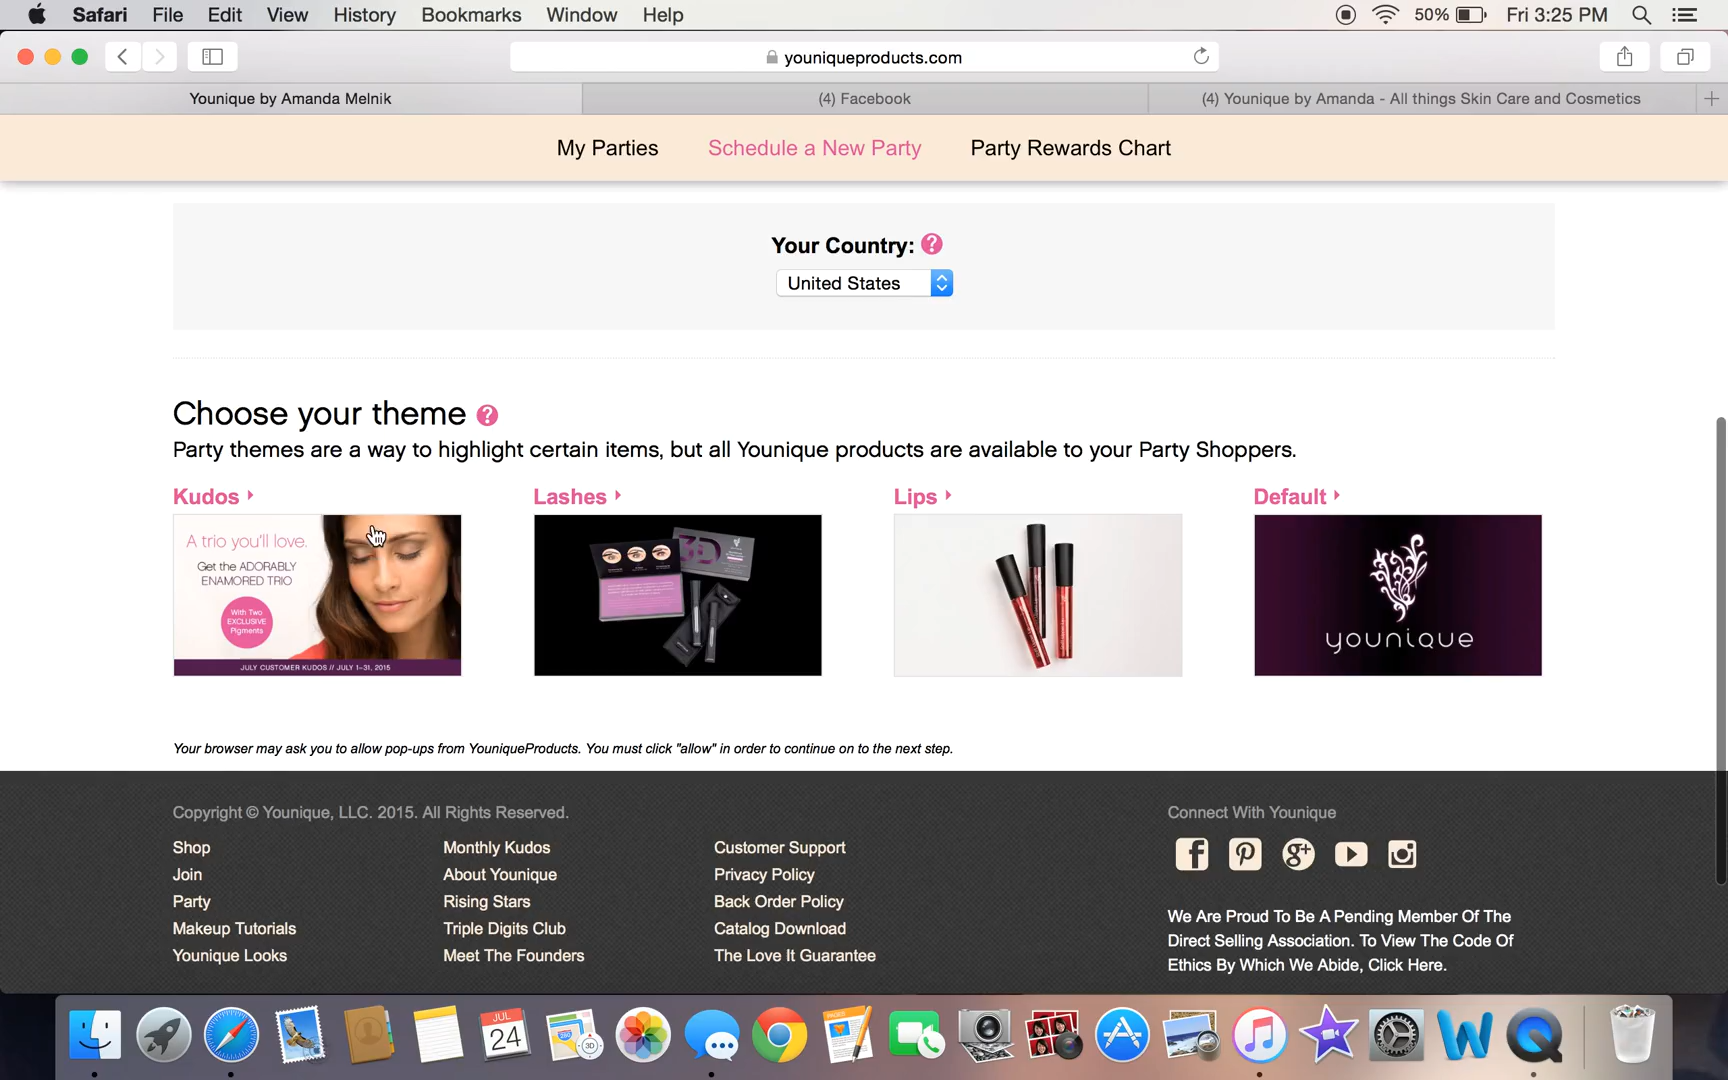 Safari File Edit View History Bookmarks Window Help 50% Fri 3:25 PM
youniqueproducts.com
Younique by Amanda Melnik (4) Facebook (4) Younique by Amanda - All things Skin Care and Cosmetics
My Parties Schedule a New Party Party Rewards Chart
Your Country: ?
United States
Choose your theme ?
Party themes are a way to highlight certain items, but all Younique products are available to your Party Shoppers.
Kudos Lashes Lips Default
A trio you'll love.
Get the ADORABLY
ENAMORED TRIO
With Two
EXCLUSIVE
Pigments
JULY CUSTOMER KUDOS // JULY 1–31, 2015
3D
younique
Your browser may ask you to allow pop-ups from YouniqueProducts. You must click "allow" in order to continue on to the next step.
Copyright © Younique, LLC. 2015. All Rights Reserved.
Shop
Join
Party
Makeup Tutorials
Younique Looks
Monthly Kudos
About Younique
Rising Stars
Triple Digits Club
Meet The Founders
Customer Support
Privacy Policy
Back Order Policy
Catalog Download
The Love It Guarantee
Connect With Younique
We Are Proud To Be A Pending Member Of The
Direct Selling Association. To View The Code Of
Ethics By Which We Abide, Click Here.
JUL
24
3D